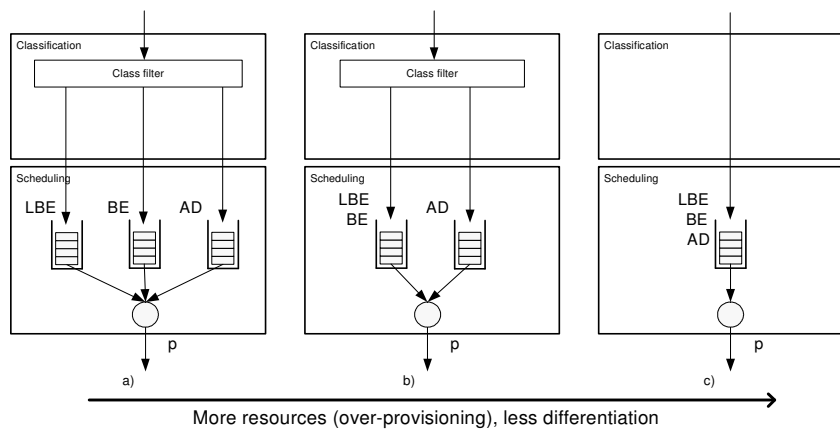 Classification
Class filter
Scheduling
LBE
BE
AD
p
a)
Classification
Class filter
Scheduling
LBE
BE
AD
p
b)
Classification
Scheduling
LBE
BE
AD
p
c)
More resources (over-provisioning), less differentiation